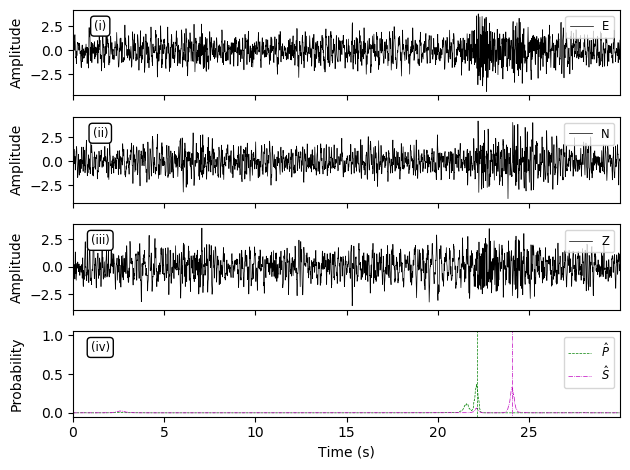 (i)
E
Amplitude
2.5
0.0
−2.5
(ii)
N
Amplitude
2.5
0.0
−2.5
(iii)
Z
Amplitude
2.5
0.0
−2.5
(iv)
P̂
Ŝ
Probability
1.0
0.5
0.0
0 5 10 15 20 25
Time (s)